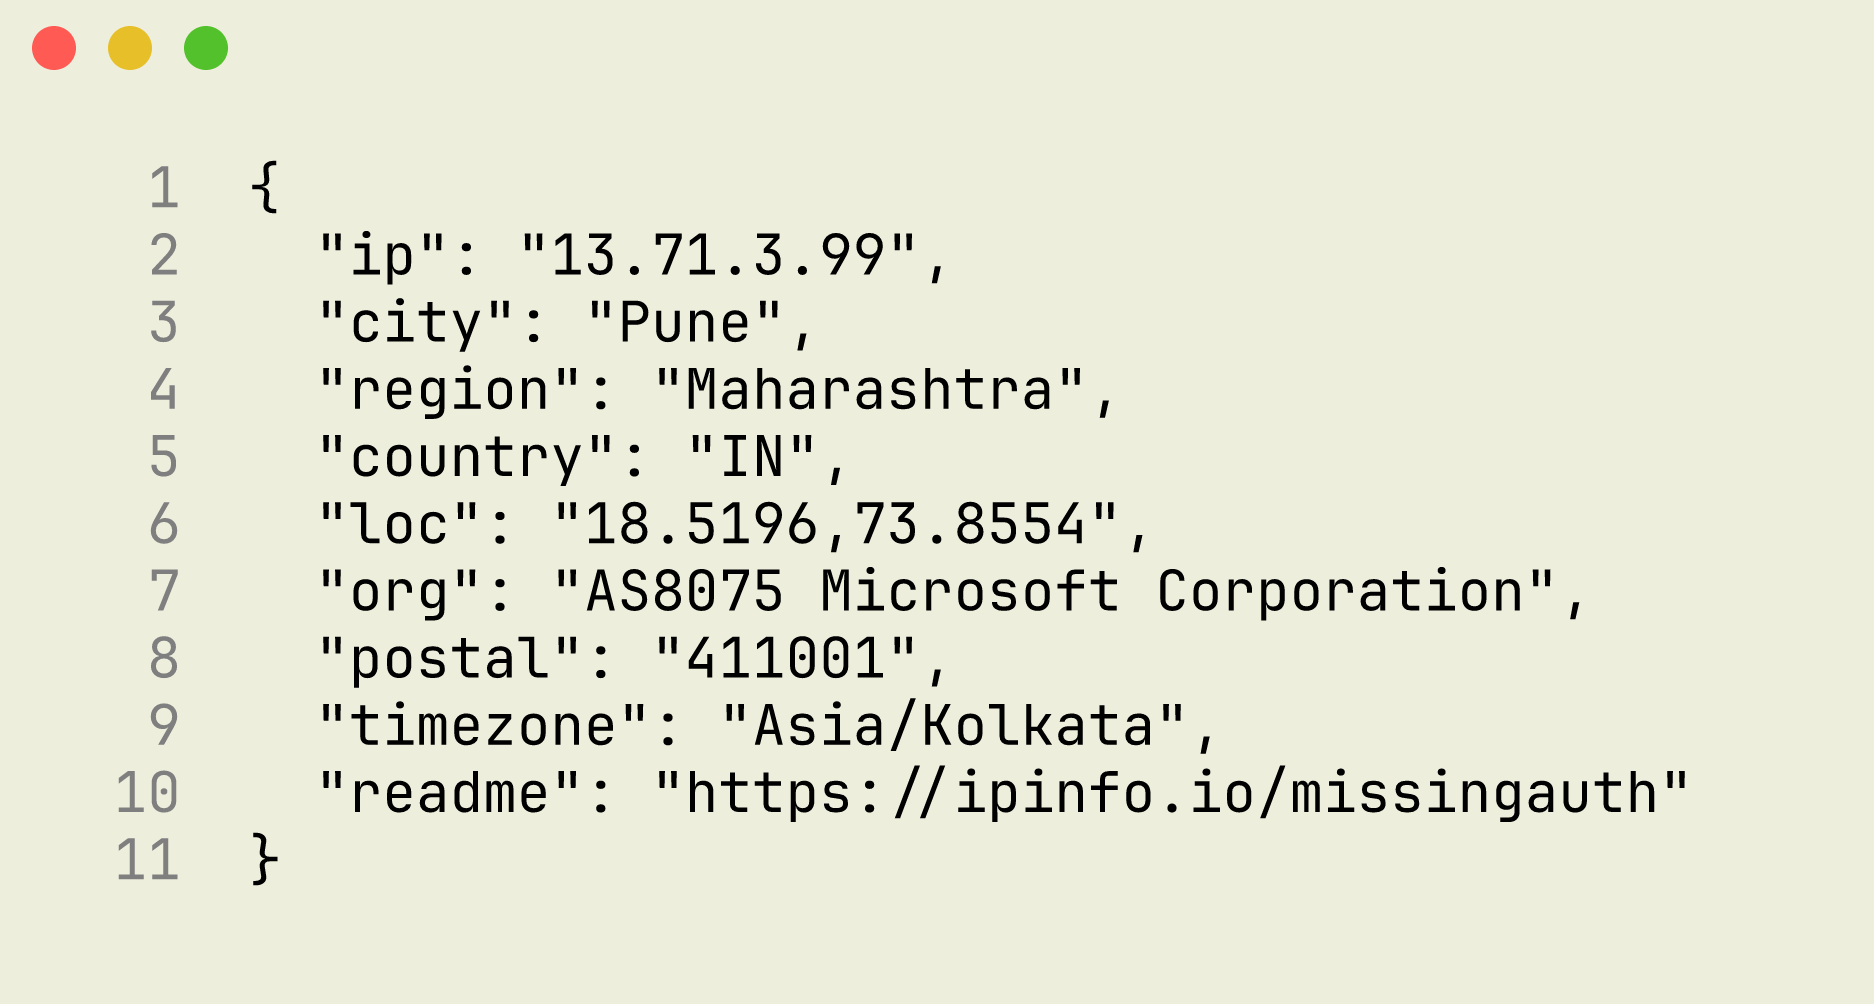 1 {
2 "ip": "13.71.3.99",
3 "city": "Pune",
4 "region": "Maharashtra",
5 "country": "IN",
6 "loc": "18.5196,73.8554",
7 "org": "AS8075 Microsoft Corporation",
8 "postal": "411001",
9 "timezone": "Asia/Kolkata",
10 "readme": "https://ipinfo.io/missingauth"
11 }